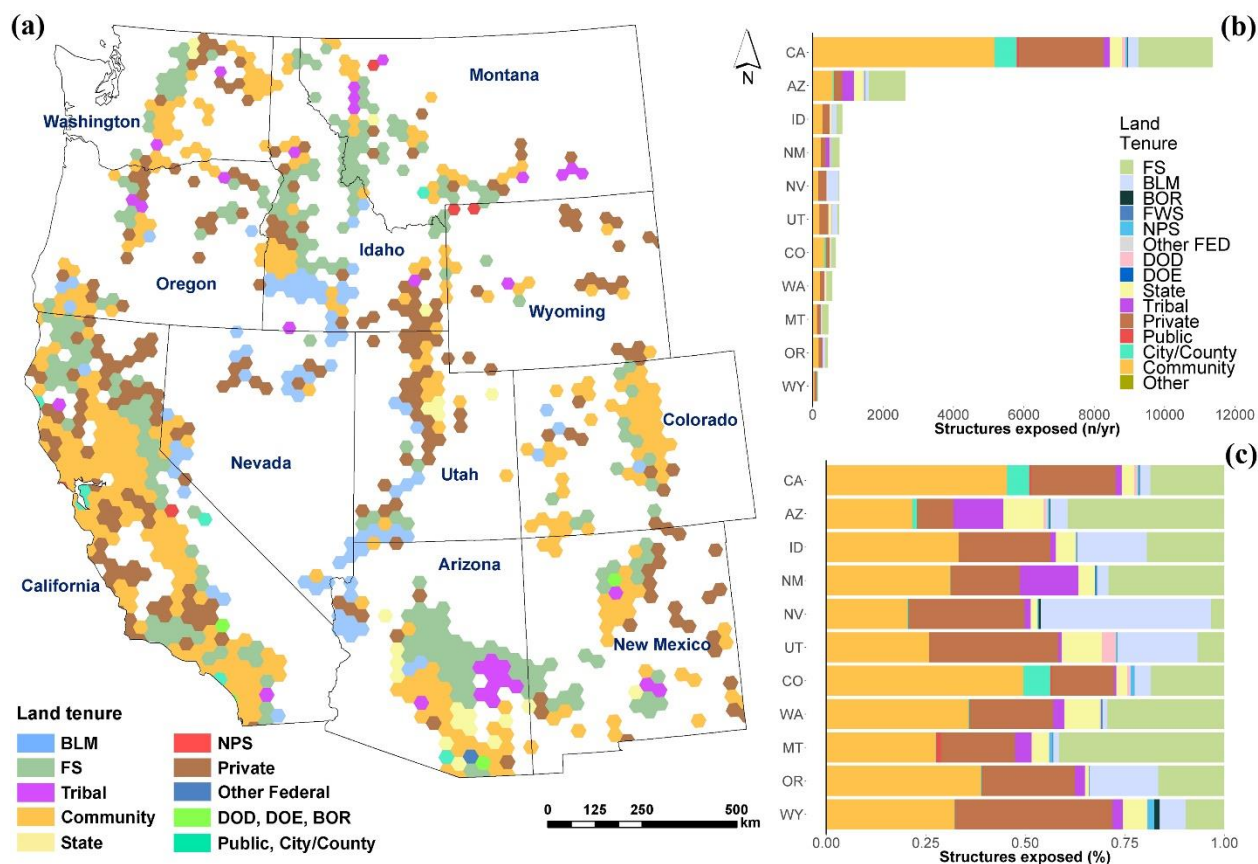 (a)
N
Washington
Montana
Oregon
Idaho
Wyoming
Nevada
Utah
Colorado
California
Arizona
New Mexico
Land tenure
BLM
FS
Tribal
Community
State
NPS
Private
Other Federal
DOD, DOE, BOR
Public, City/County
0 125 250 500
km
(b)
CA
AZ
ID
NM
NV
UT
CO
WA
MT
OR
WY
0 2000 4000 6000 8000 10000 12000
Structures exposed (n/yr)
Land
Tenure
FS
BLM
BOR
FWS
NPS
Other FED
DOD
DOE
State
Tribal
Private
Public
City/County
Community
Other
(c)
CA
AZ
ID
NM
NV
UT
CO
WA
MT
OR
WY
0.00 0.25 0.50 0.75 1.00
Structures exposed (%)